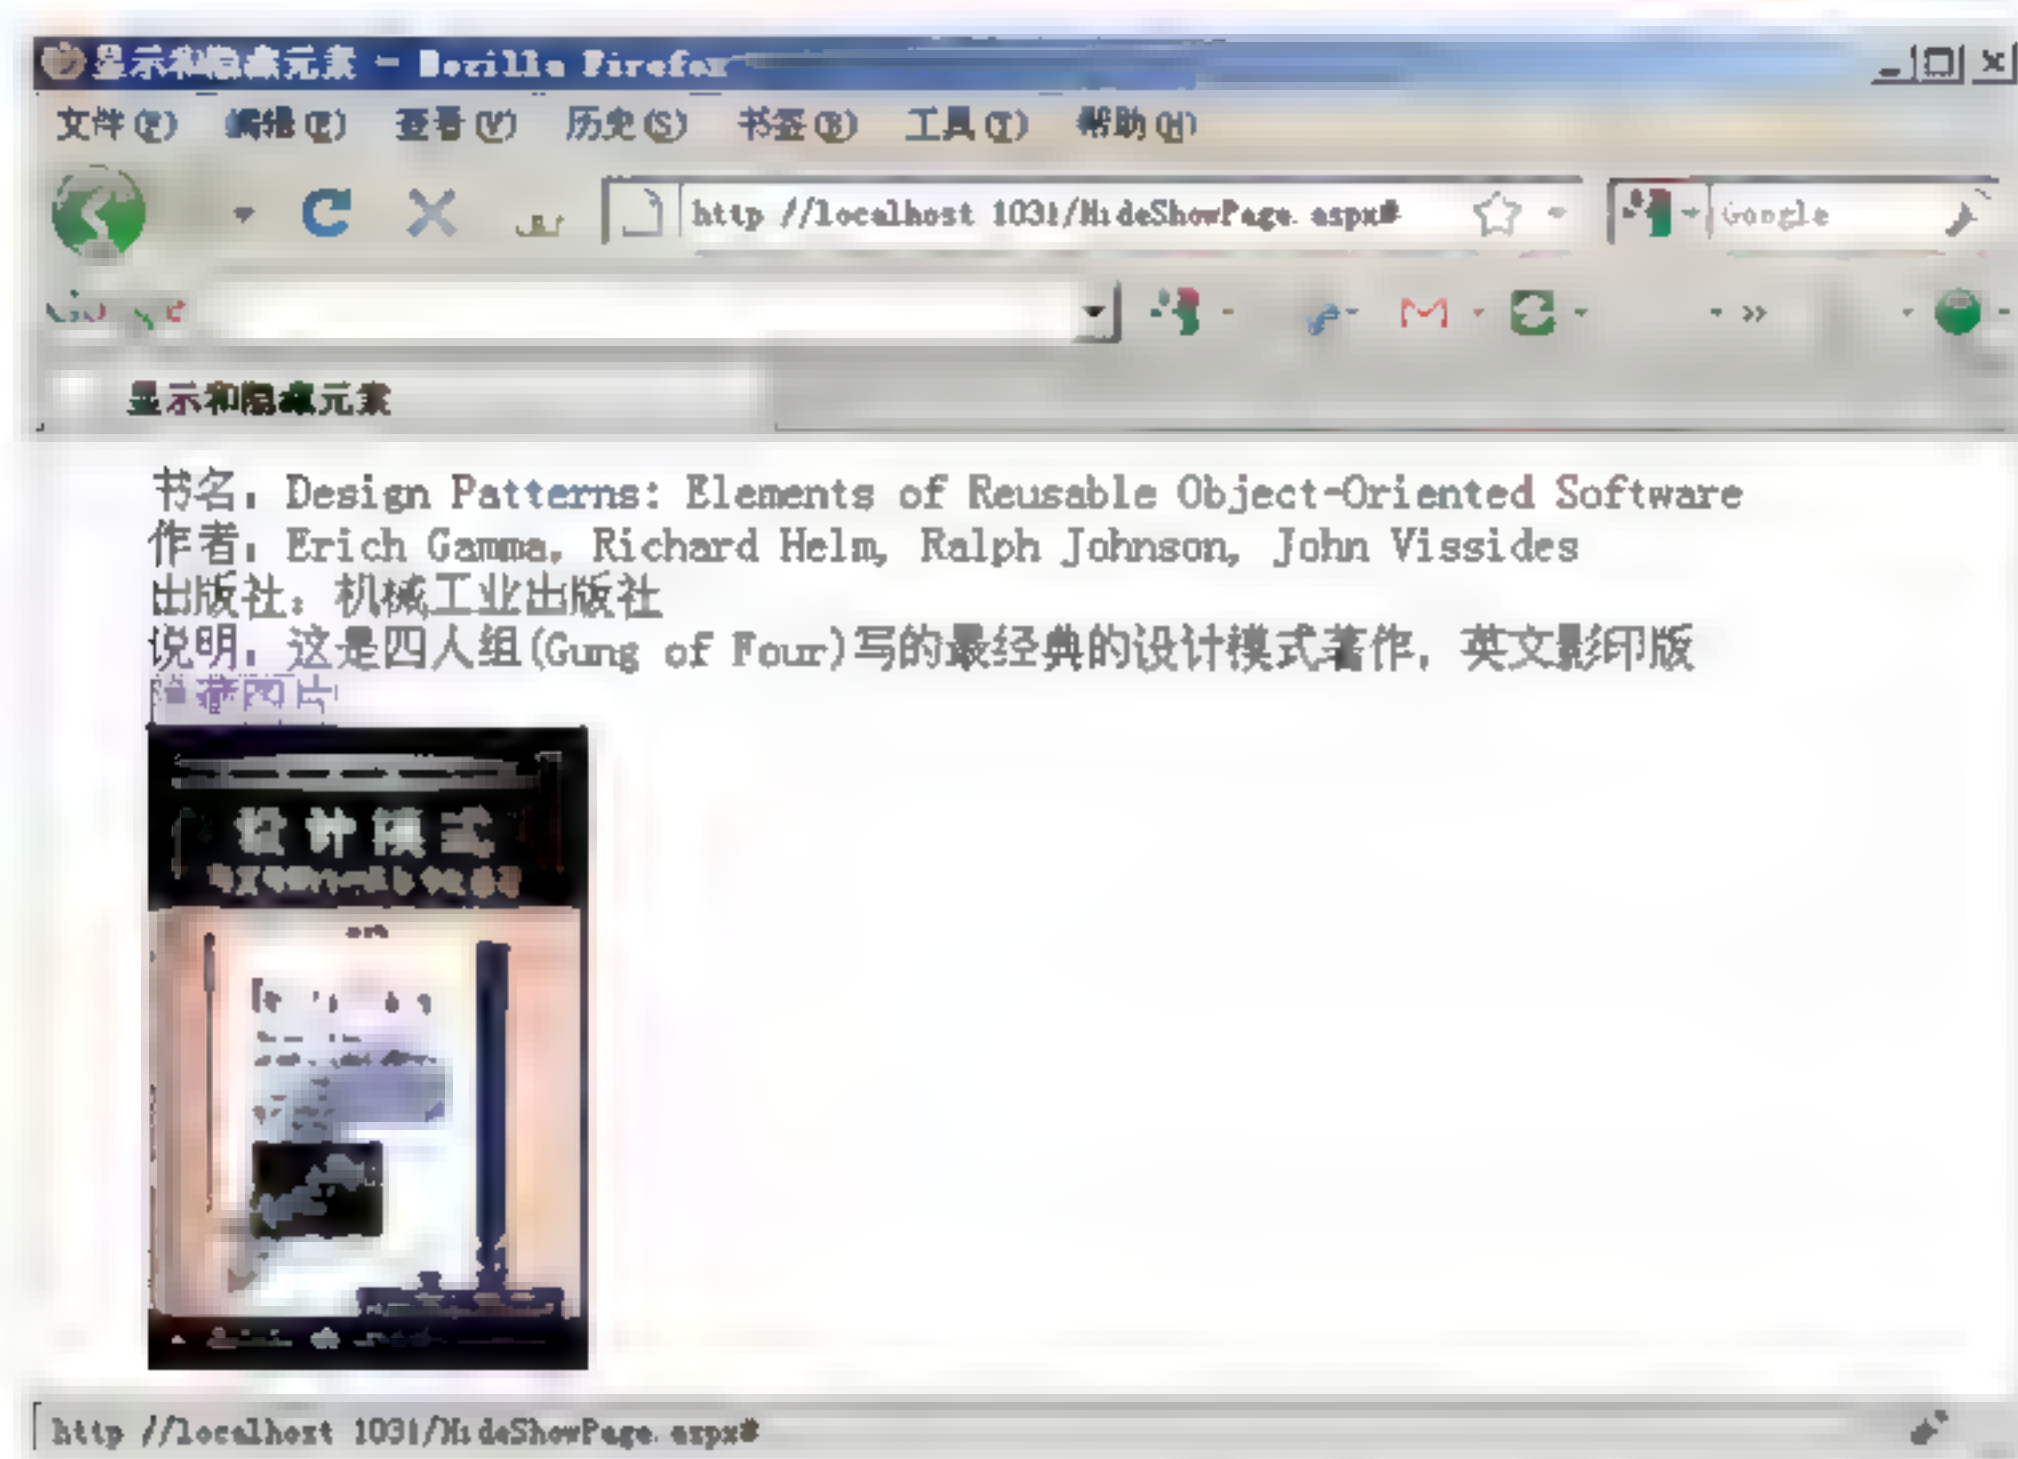 显示和隐藏元素 - Mozilla Firefox
文件(F) 编辑(E) 查看(V) 历史(S) 书签(B) 工具(T) 帮助(H)
http //localhost 1031/HideShowPage.aspx# Google
显示和隐藏元素
书名: Design Patterns: Elements of Reusable Object-Oriented Software
作者: Erich Gamma, Richard Helm, Ralph Johnson, John Vissides
出版社: 机械工业出版社
说明: 这是四人组(Gung of Four)写的最经典的设计模式著作, 英文影印版
隐藏图片
设计模式
http //localhost 1031/HideShowPage.aspx#